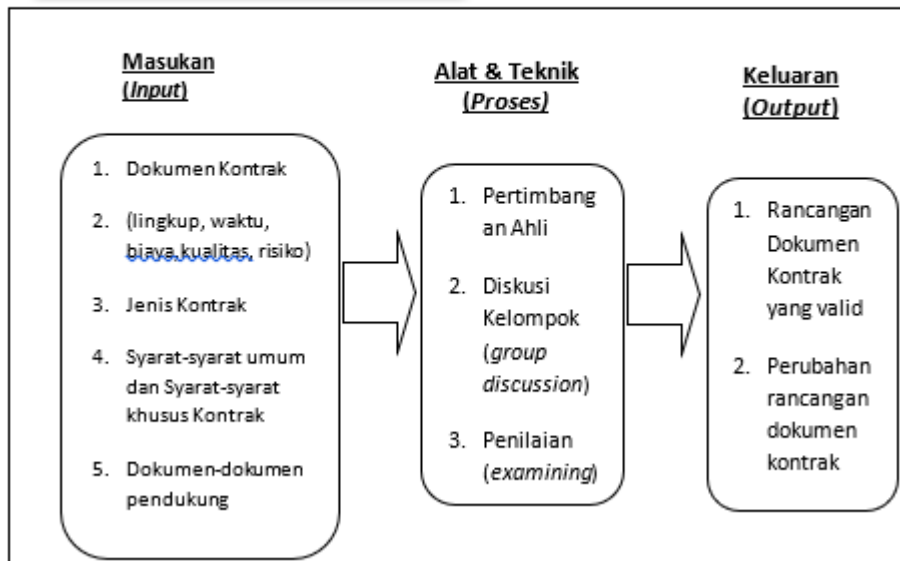 Masukan
(Input)
1. Dokumen Kontrak
2. (lingkup, waktu,
biaya,kualitas, risiko)
3. Jenis Kontrak
4. Syarat-syarat umum
dan Syarat-syarat
khusus Kontrak
5. Dokumen-dokumen
pendukung
Alat & Teknik
(Proses)
1. Pertimbang
an Ahli
2. Diskusi
Kelompok
(group
discussion)
3. Penilaian
(examining)
Keluaran
(Output)
1. Rancangan
Dokumen
Kontrak
yang valid
2. Perubahan
rancangan
dokumen
kontrak